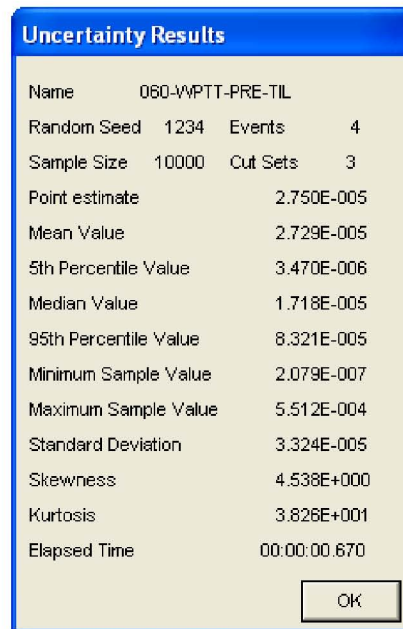 Uncertainty Results
Name 060-WPTT-PRE-TIL
Random Seed 1234 Events 4
Sample Size 10000 Cut Sets 3
Point estimate 2.750E-005
Mean Value 2.729E-005
5th Percentile Value 3.470E-006
Median Value 1.718E-005
95th Percentile Value 8.321E-005
Minimum Sample Value 2.079E-007
Maximum Sample Value 5.512E-004
Standard Deviation 3.324E-005
Skewness 4.538E+000
Kurtosis 3.826E+001
Elapsed Time 00:00:00.670
OK